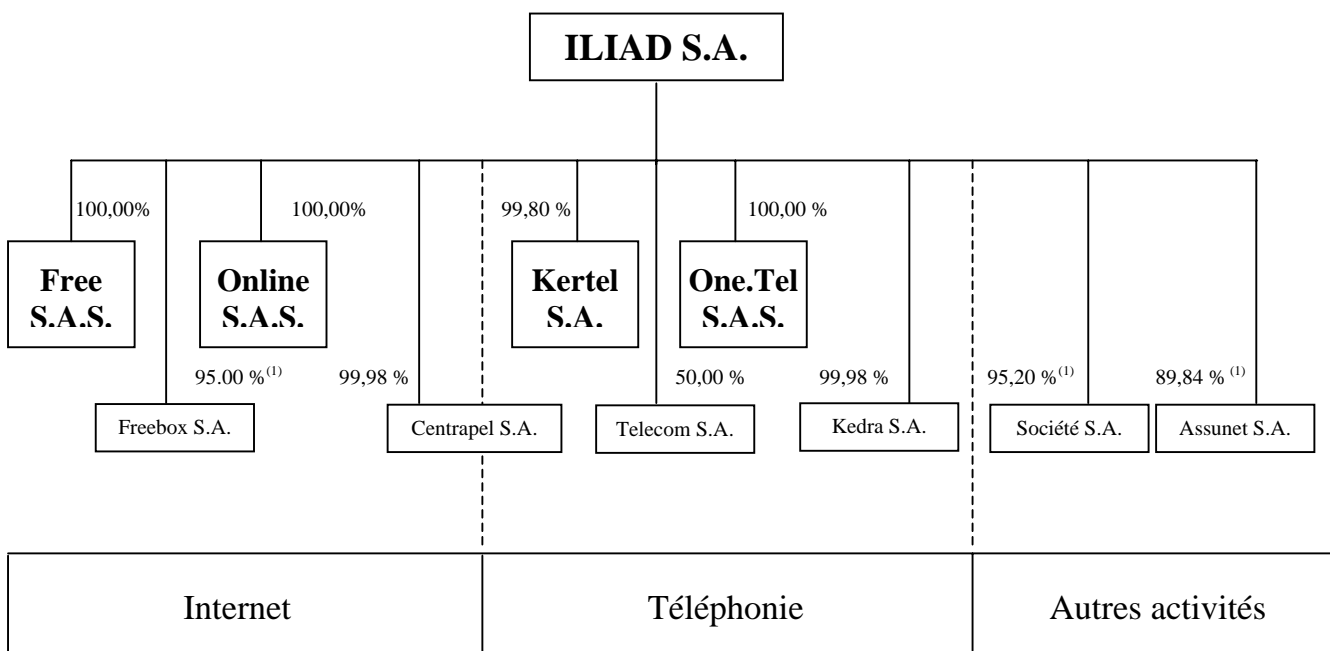 ILIAD S.A.
100,00%
100,00%
99,80 %
100,00 %
Free
S.A.S.
Online
S.A.S.
Kertel
S.A.
One.Tel
S.A.S.
95.00 %(1)
99,98 %
50,00 %
99,98 %
95,20 %(1)
89,84 % (1)
Freebox S.A.
Centrapel S.A.
Telecom S.A.
Kedra S.A.
Société S.A.
Assunet S.A.
Internet
Téléphonie
Autres activités